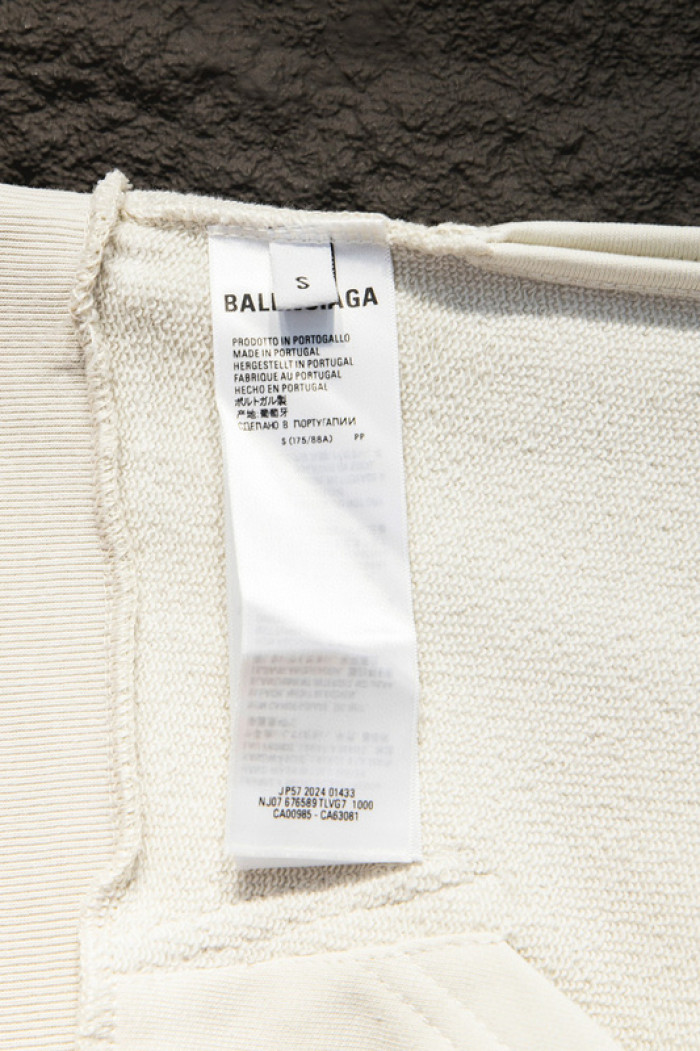 S
BALENCIAGA
PRODOTTO IN PORTOGALLO
MADE IN PORTUGAL
HERGESTELLT IN PORTUGAL
FABRIQUE AU PORTUGAL
HECHO EN PORTUGAL
ポルトガル製
产地:葡萄牙
СДЕЛАНО В ПОРТУГАЛИИ
S (175/88A) PP
JP57 2024 01433
NJ07 676589 TLVG7 1000
CA00985 - CA63081